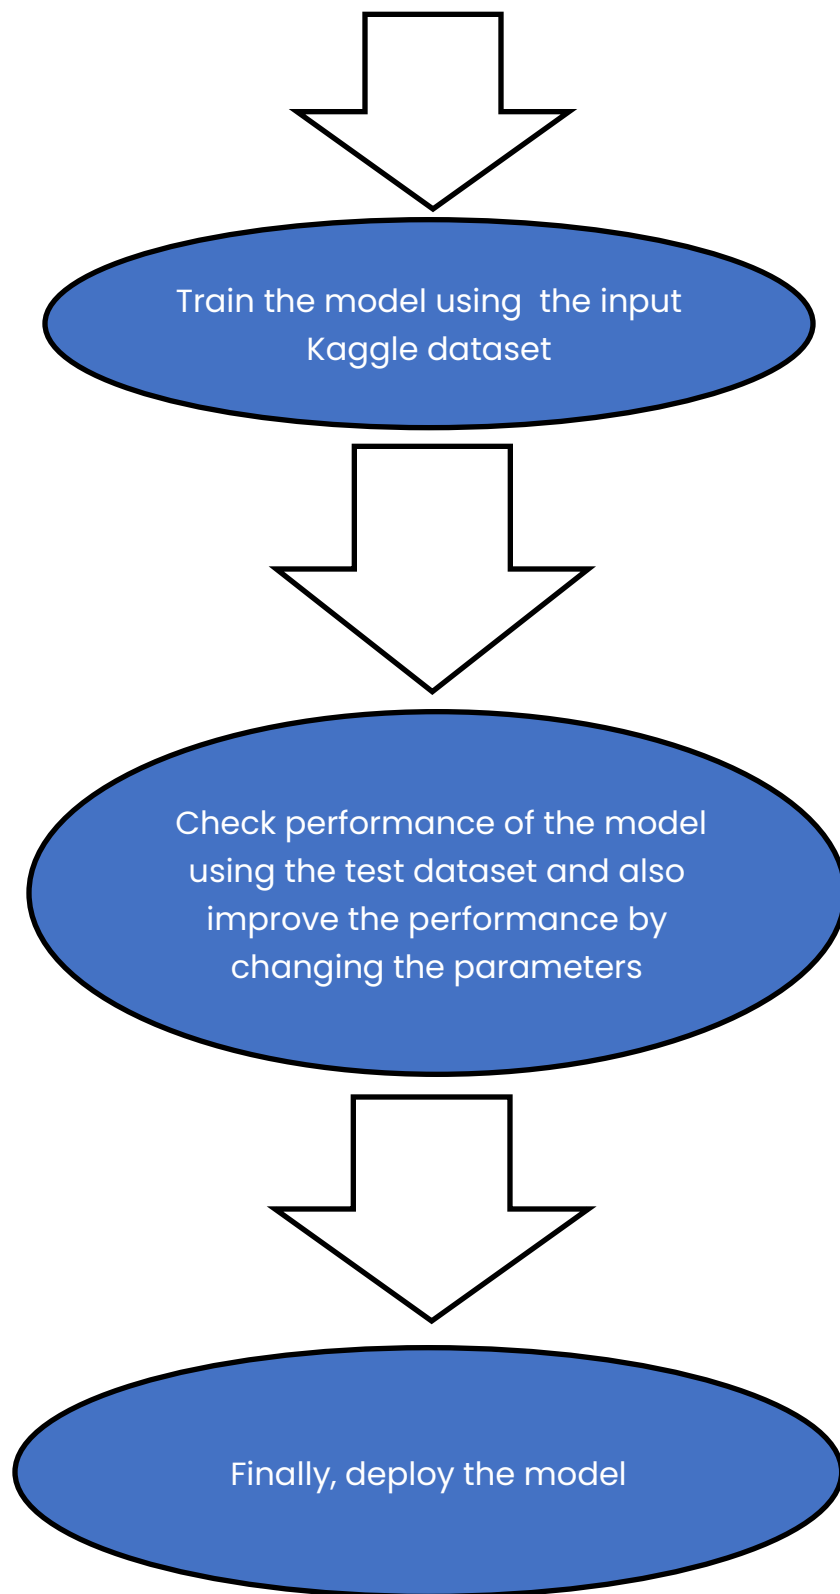 Train the model using  the input
Kaggle dataset
Check performance of the model
using the test dataset and also
improve the performance by
changing the parameters
Finally, deploy the model